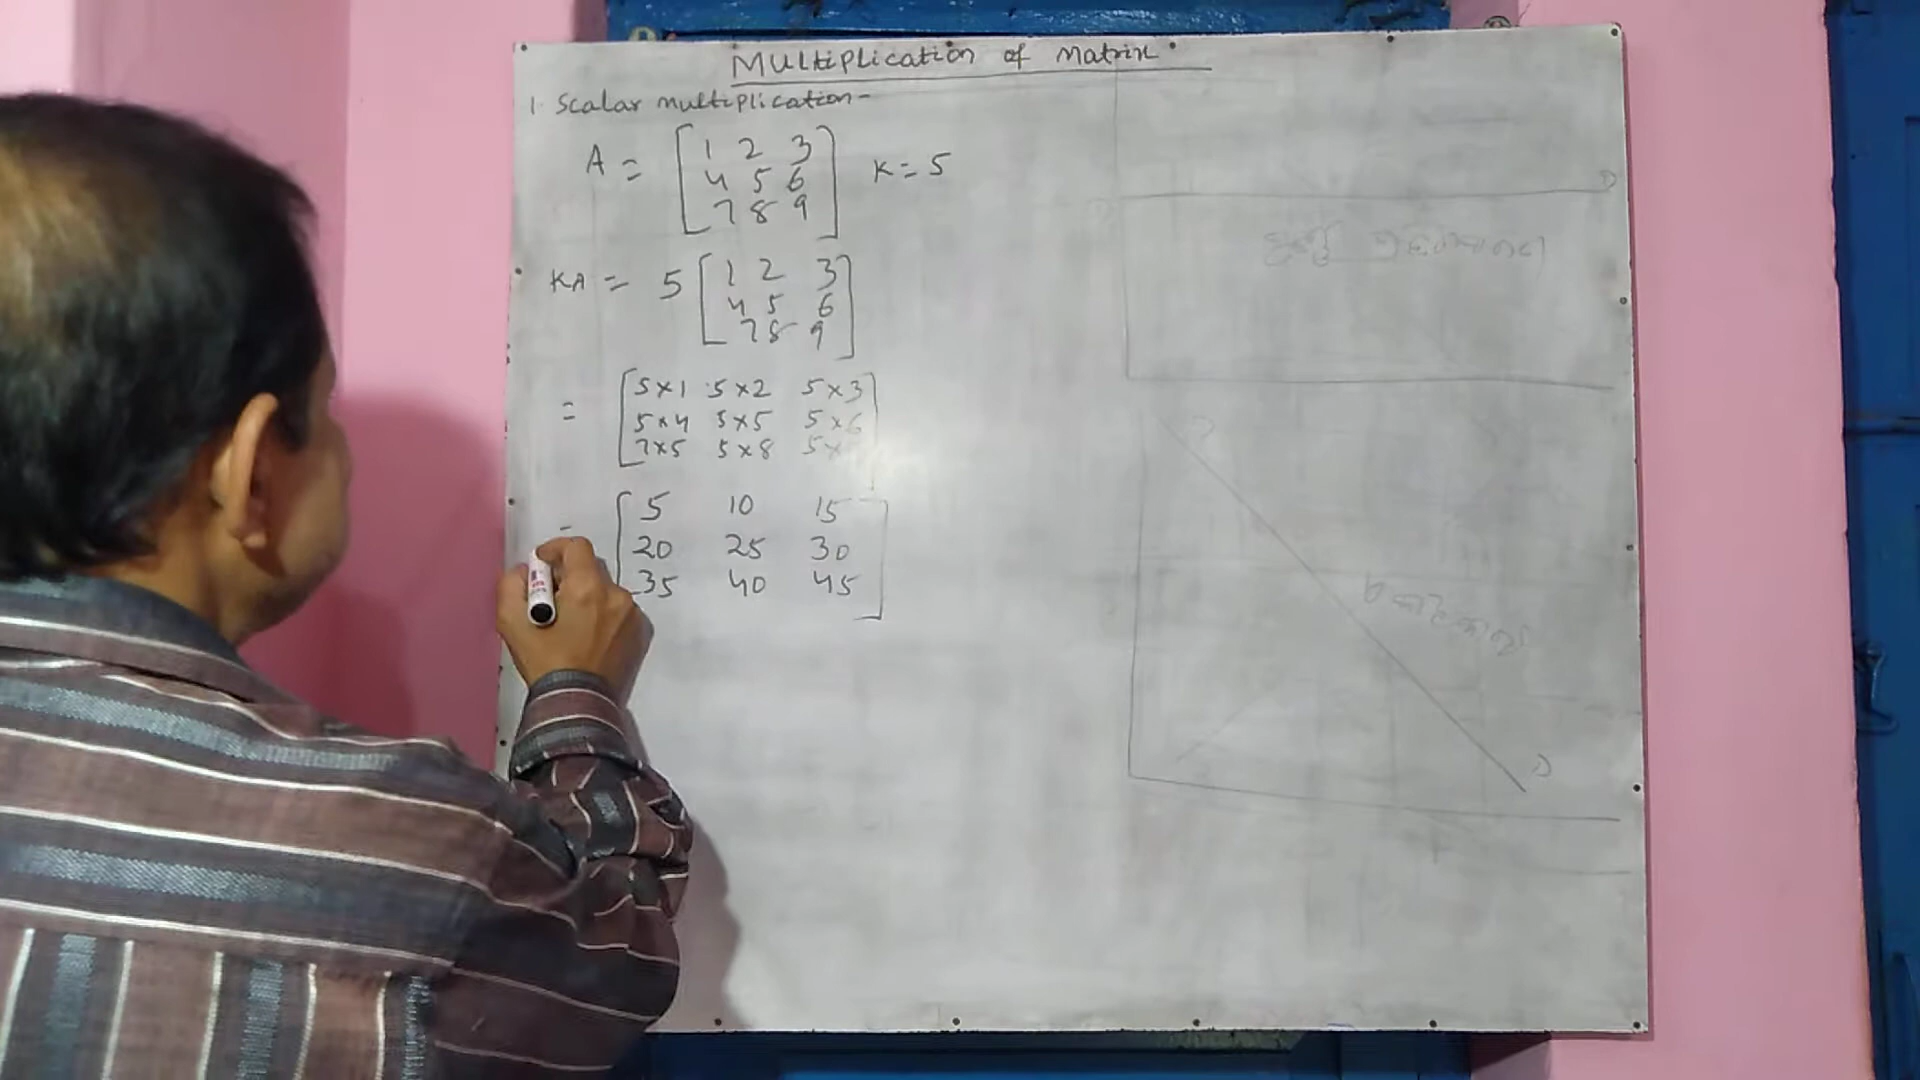 Multiplication of Matrix
1. Scalar multiplication-
A = [1 2 3
4 5 6
7 8 9] K = 5
KA = 5 [1 2 3
4 5 6
7 8 9]
= [5×1 5×2 5×3
5×4 5×5 5×6
7×5 5×8 5×
= [5 10 15
20 25 30
35 40 45]